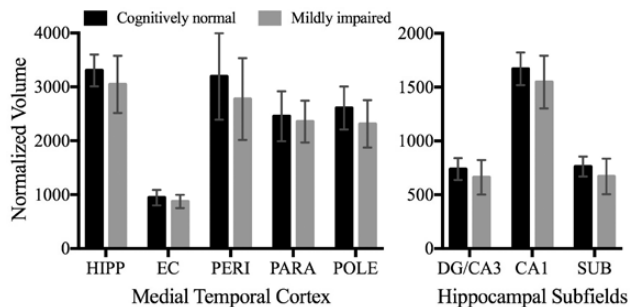 Cognitively normal Mildly impaired
Normalized Volume
4000
3000
2000
1000
0
HIPP EC PERI PARA POLE
Medial Temporal Cortex
2000
1500
1000
500
0
DG/CA3 CA1 SUB
Hippocampal Subfields